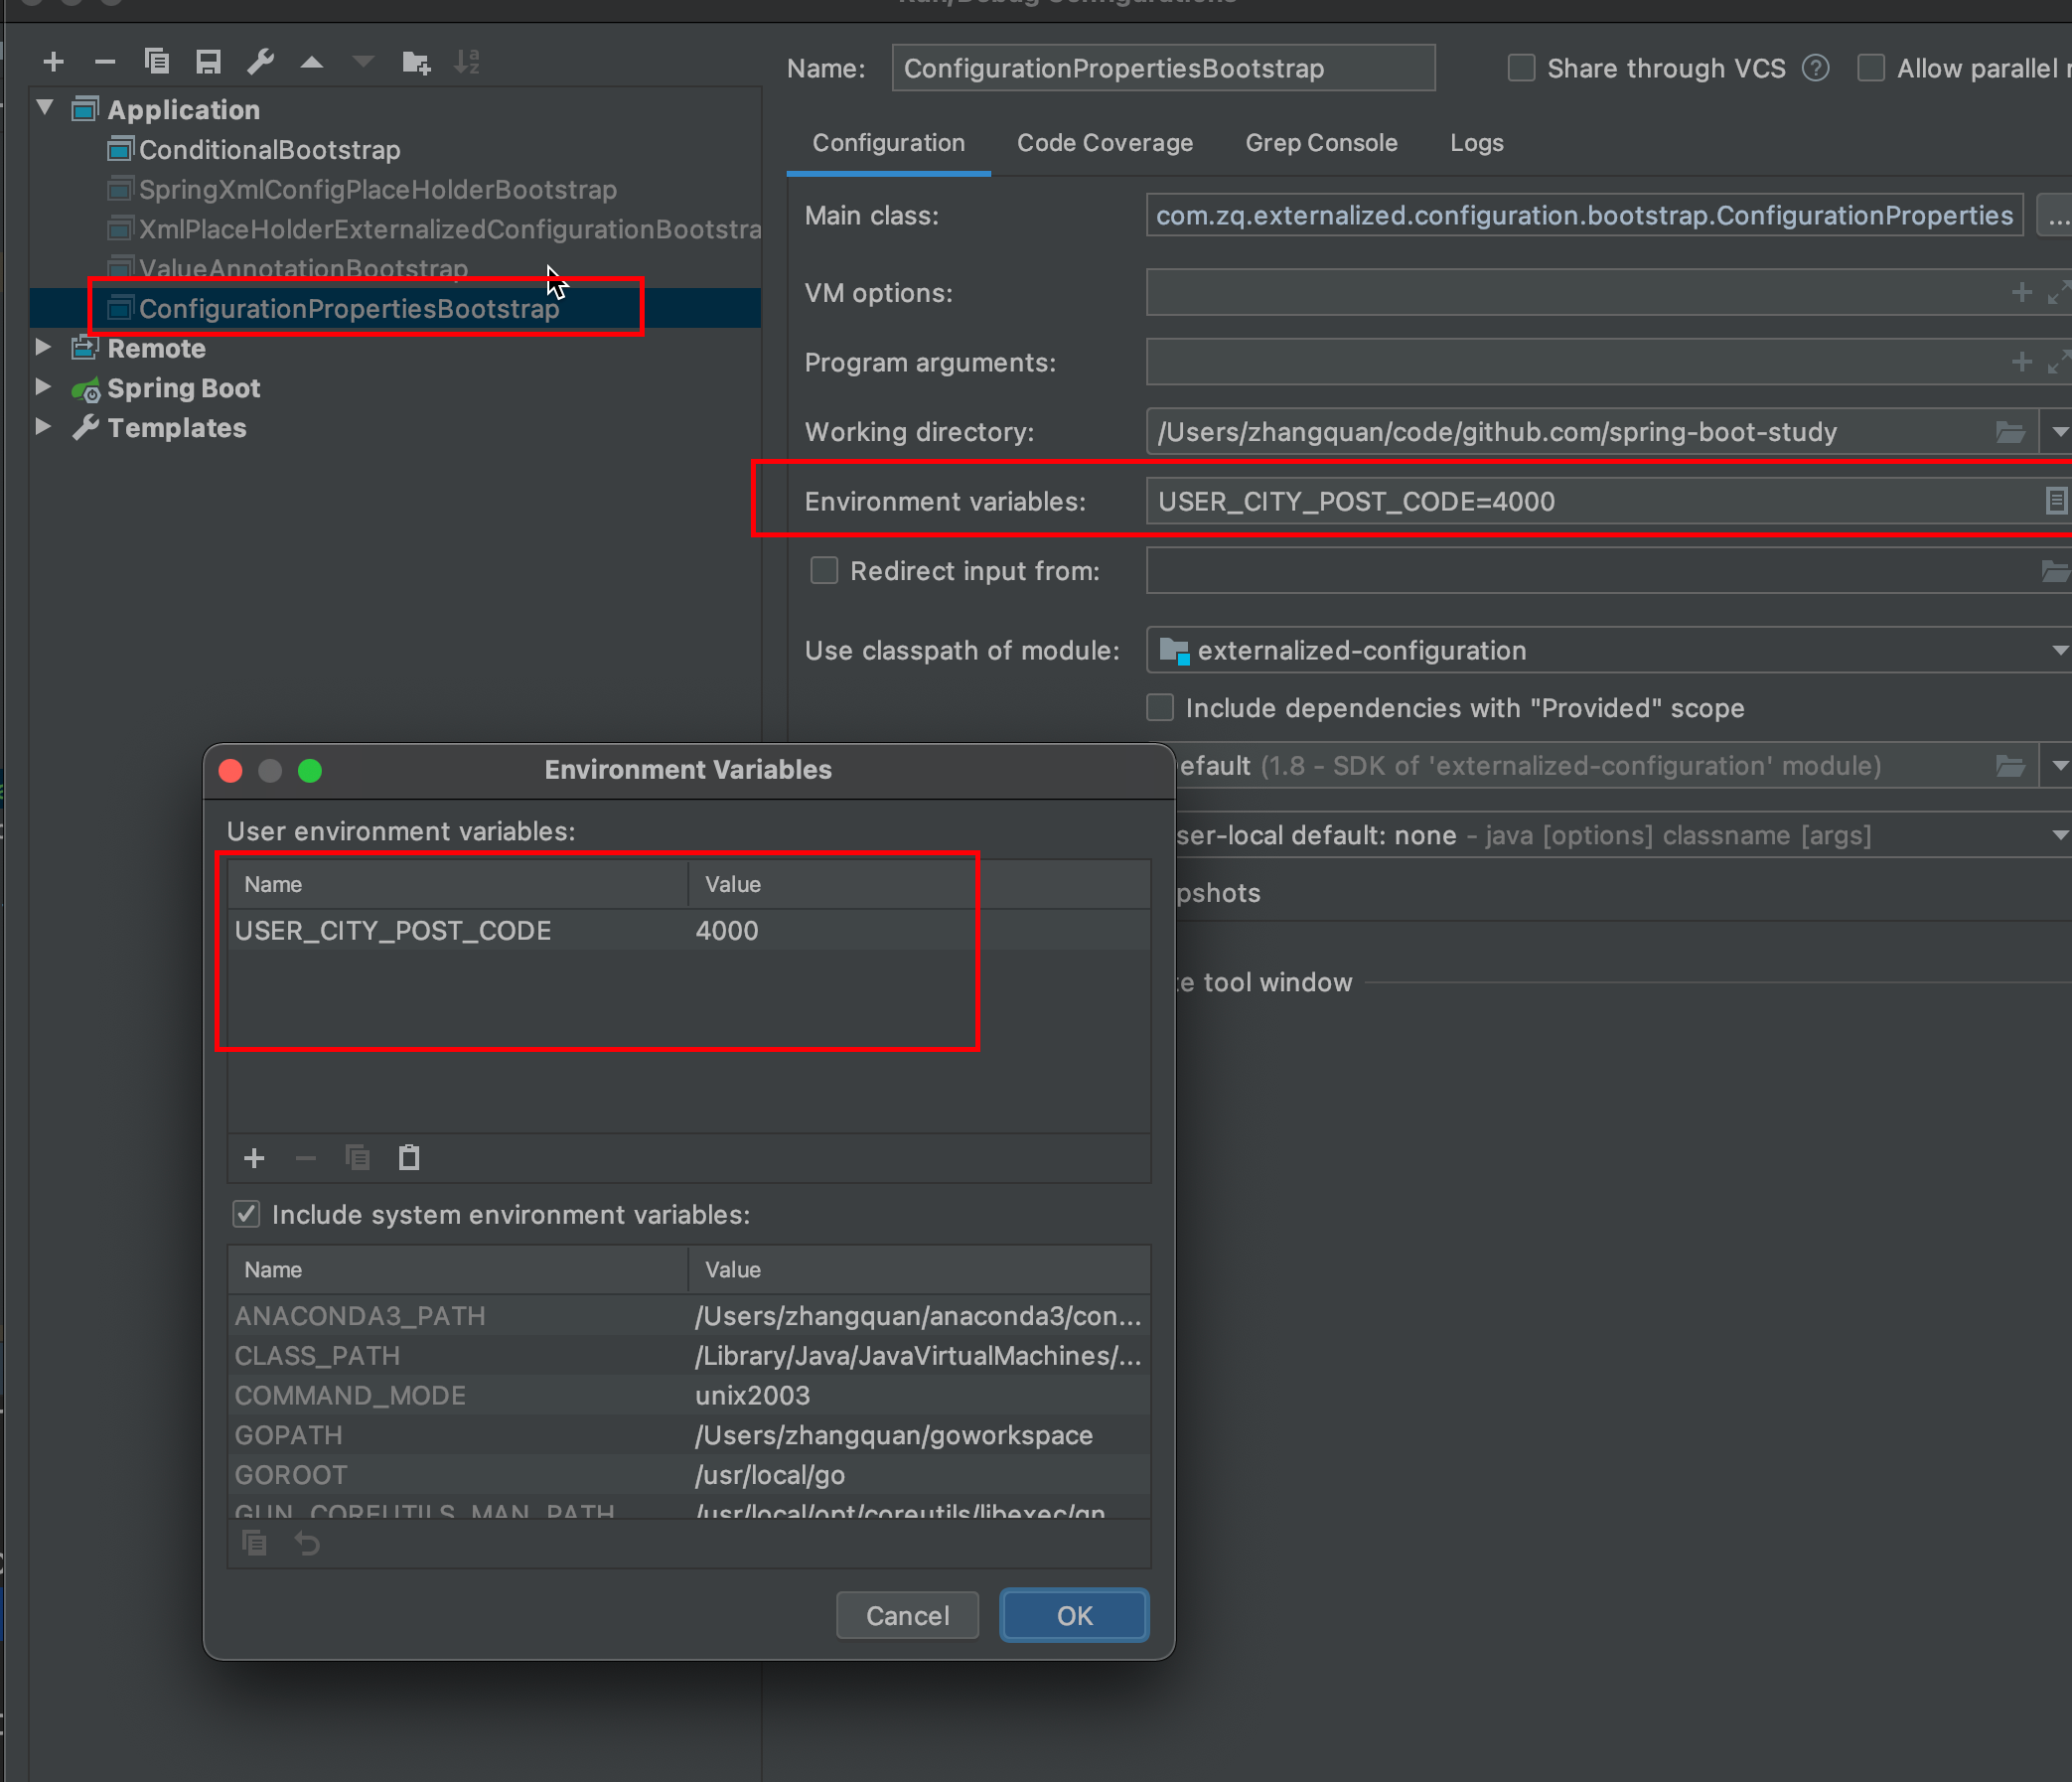 Run/Debug Configurations
Name: ConfigurationPropertiesBootstrap Share through VCS ? Allow parallel
Application
ConditionalBootstrap
SpringXmlConfigPlaceHolderBootstrap
XmlPlaceHolderExternalizedConfigurationBootstra
ValueAnnotationBootstrap
ConfigurationPropertiesBootstrap
Remote
Spring Boot
Templates
Configuration Code Coverage Grep Console Logs
Main class: com.zq.externalized.configuration.bootstrap.ConfigurationProperties ...
VM options:
Program arguments:
Working directory: /Users/zhangquan/code/github.com/spring-boot-study
Environment variables: USER_CITY_POST_CODE=4000
Redirect input from:
Use classpath of module: externalized-configuration
Include dependencies with "Provided" scope
efault (1.8 - SDK of 'externalized-configuration' module)
ser-local default: none - java [options] classname [args]
pshots
te tool window
Environment Variables
User environment variables:
Name Value
USER_CITY_POST_CODE 4000
Include system environment variables:
Name Value
ANACONDA3_PATH /Users/zhangquan/anaconda3/con...
CLASS_PATH /Library/Java/JavaVirtualMachines/...
COMMAND_MODE unix2003
GOPATH /Users/zhangquan/goworkspace
GOROOT /usr/local/go
GUN_COREUTILS_MAN_PATH /usr/local/opt/coreutils/libexec/gn
Cancel OK